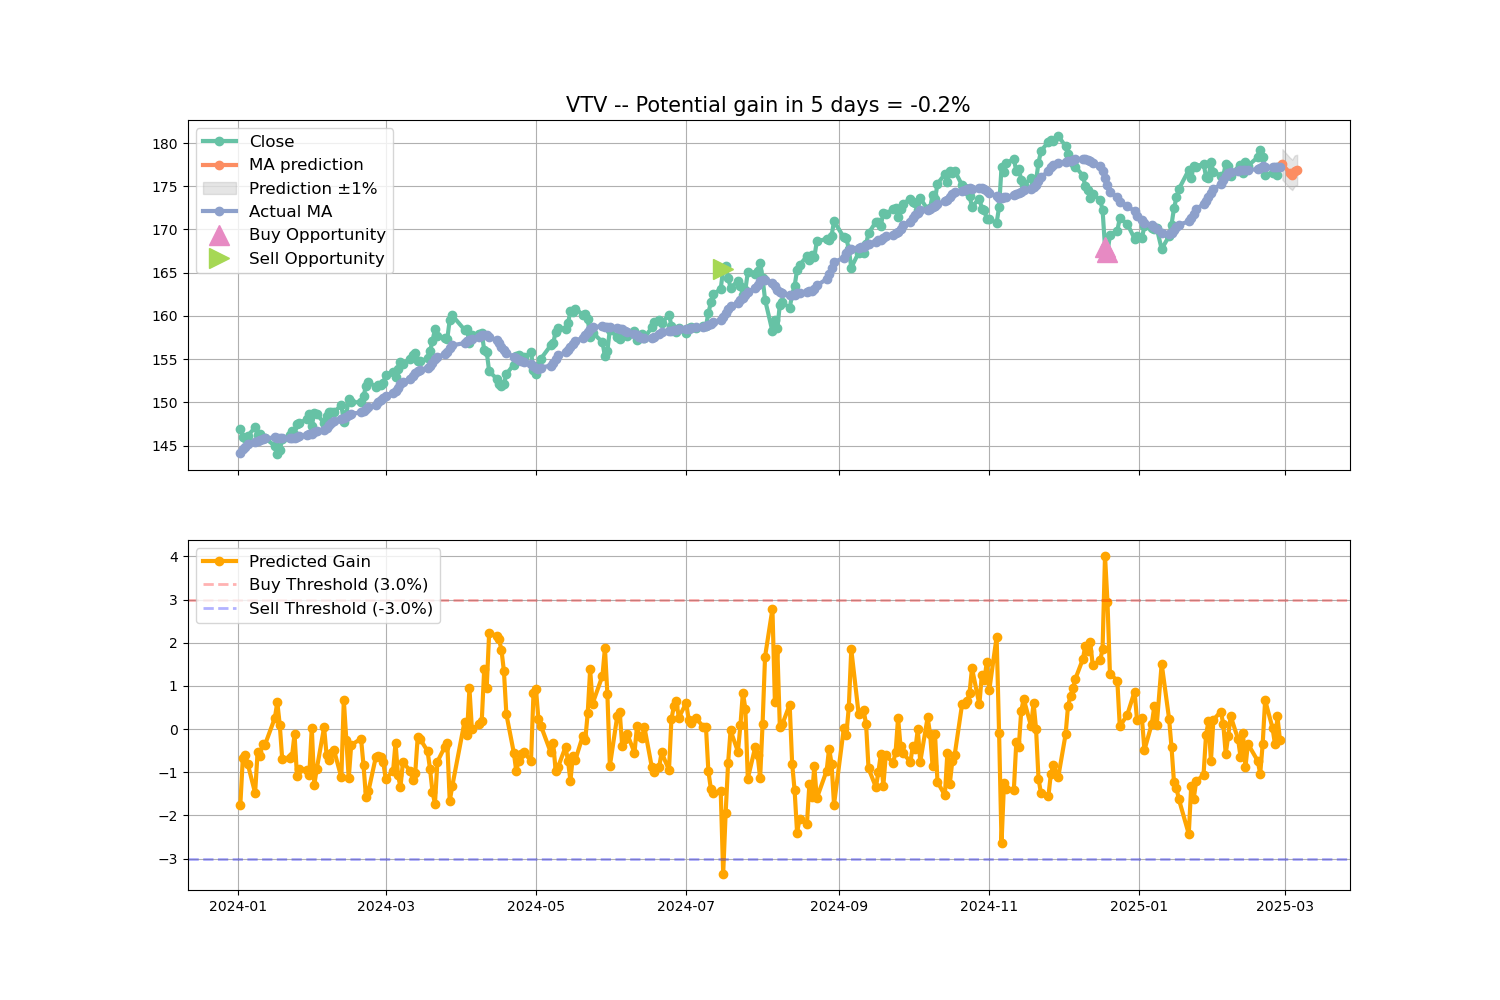 VTV -- Potential gain in 5 days = -0.2%
180
175
170
165
160
155
150
145
Close
MA prediction
Prediction ±1%
Actual MA
Buy Opportunity
Sell Opportunity
4
3
2
1
0
−1
−2
−3
Predicted Gain
Buy Threshold (3.0%)
Sell Threshold (-3.0%)
2024-01 2024-03 2024-05 2024-07 2024-09 2024-11 2025-01 2025-03